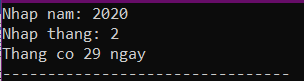 Nhap nam: 2020
Nhap thang: 2
Thang co 29 ngay
--------------------------------